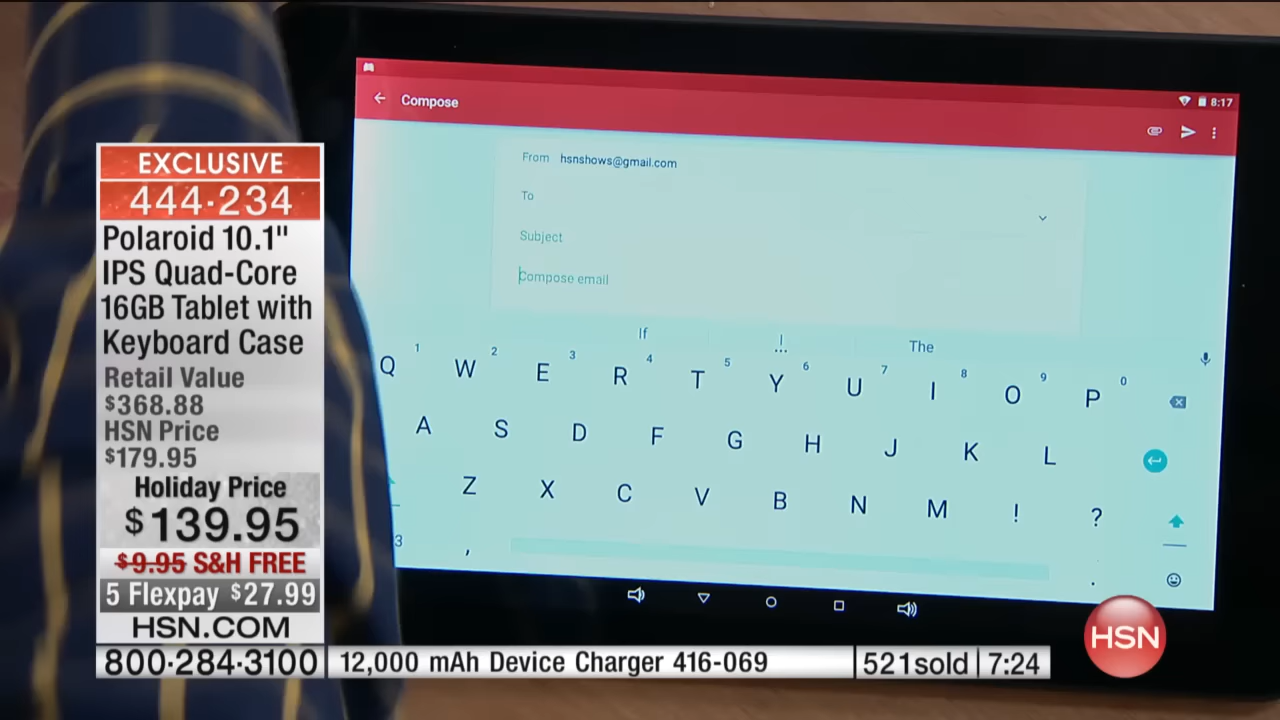 EXCLUSIVE
444·234
Polaroid 10.1"
IPS Quad-Core
16GB Tablet with
Keyboard Case
Retail Value
$368.88
HSN Price
$179.95
Holiday Price
$139.95
$9.95 S&H FREE
5 Flexpay $27.99
HSN.COM
800·284·3100
12,000 mAh Device Charger 416-069
521sold
7:24
HSN
8:17
Compose
From hsnshows@gmail.com
To
Subject
Compose email
If ! The
1 2 3 4 5 6 7 8 9 0
Q W E R T Y U I O P
A S D F G H J K L
Z X C V B N M ! ?
3 , .